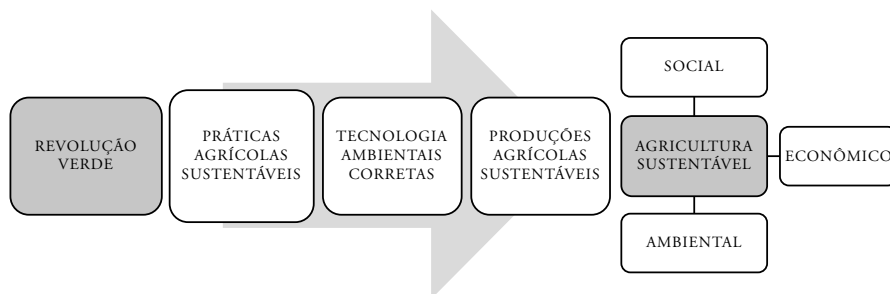 REVOLUÇÃO
VERDE
PRÁTICAS
AGRÍCOLAS
SUSTENTÁVEIS
TECNOLOGIA
AMBIENTAIS
CORRETAS
PRODUÇÕES
AGRÍCOLAS
SUSTENTÁVEIS
SOCIAL
AGRICULTURA
SUSTENTÁVEL
ECONÔMICO
AMBIENTAL